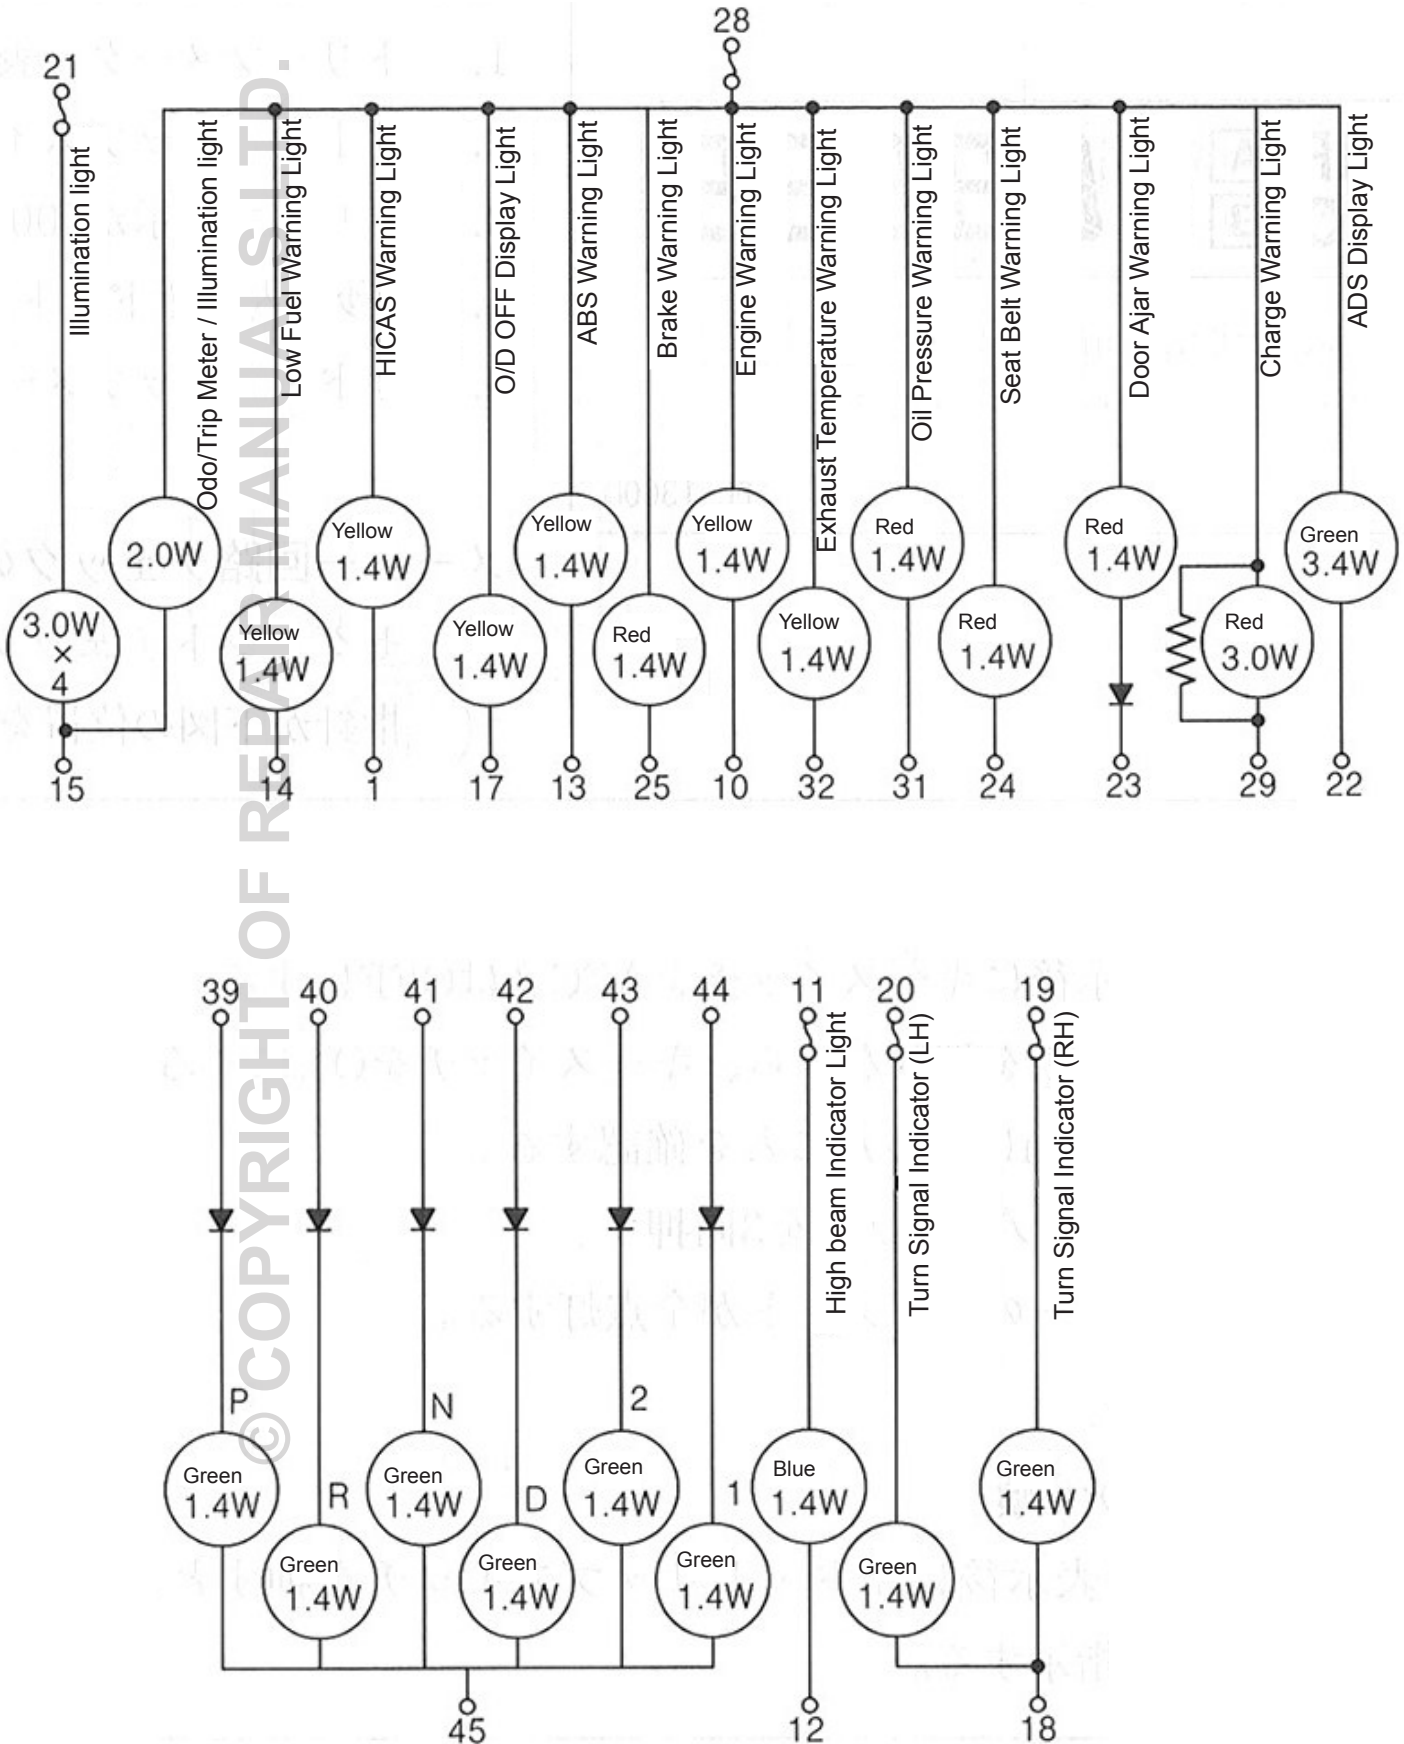 28
21
Illumination light
Odo/Trip Meter / Illumination light
Low Fuel Warning Light
HICAS Warning Light
O/D OFF Display Light
ABS Warning Light
Brake Warning Light
Engine Warning Light
Exhaust Temperature Warning Light
Oil Pressure Warning Light
Seat Belt Warning Light
Door Ajar Warning Light
Charge Warning Light
ADS Display Light
3.0W
×
4
2.0W
Yellow
1.4W
Yellow
1.4W
Yellow
1.4W
Yellow
1.4W
Red
1.4W
Yellow
1.4W
Yellow
1.4W
Red
1.4W
Red
1.4W
Red
1.4W
Red
3.0W
Green
3.4W
15 14 1 17 13 25 10 32 31 24 23 29 22
39 40 41 42 43 44 11 20 19
High beam Indicator Light
Turn Signal Indicator (LH)
Turn Signal Indicator (RH)
P
Green
1.4W
R
Green
1.4W
N
Green
1.4W
D
Green
1.4W
2
Green
1.4W
1
Green
1.4W
Blue
1.4W
Green
1.4W
Green
1.4W
45 12 18
© COPYRIGHT OF REPAIR MANUALS LTD.